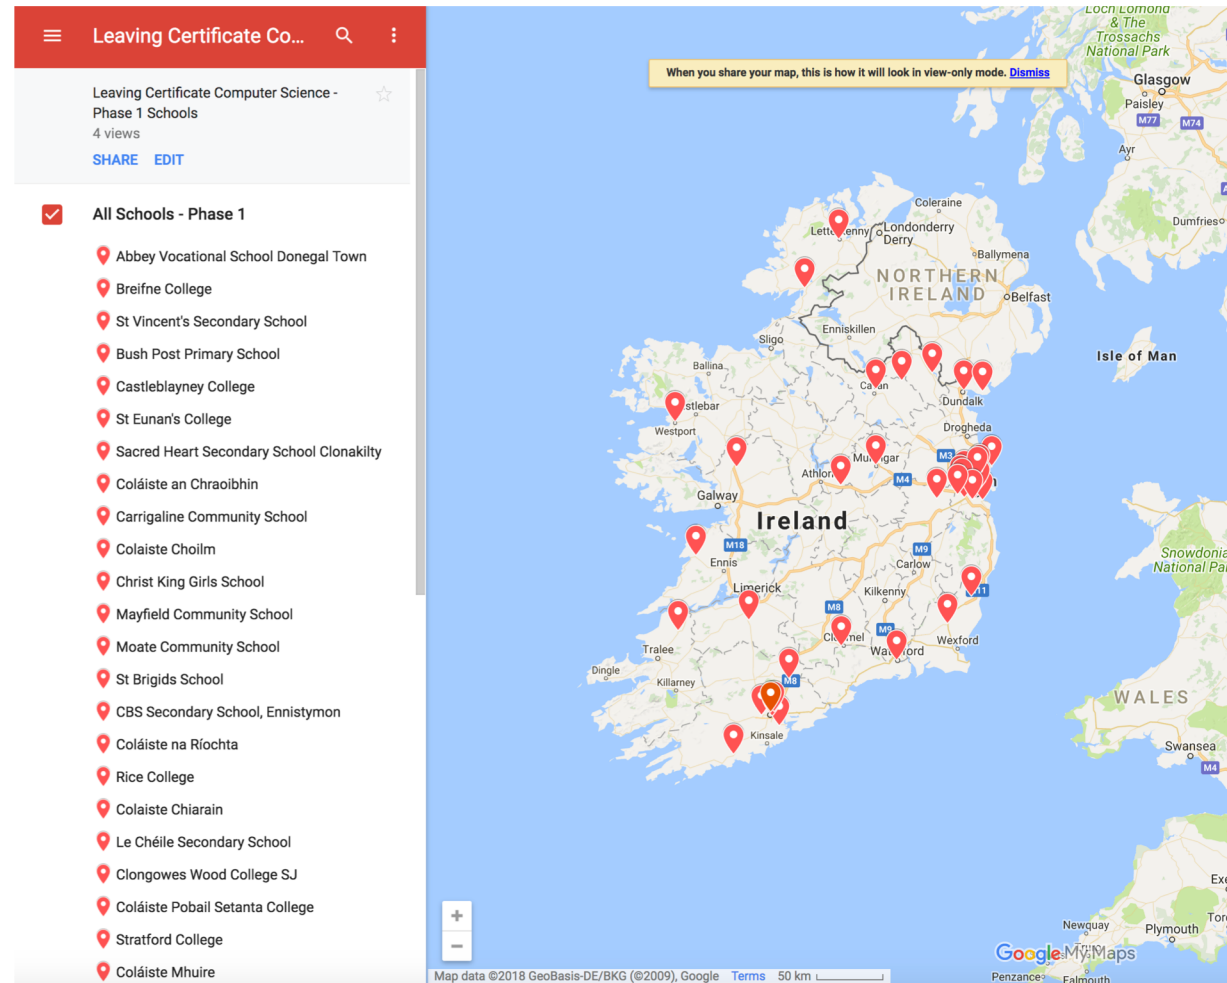 Leaving Certificate Co...
Leaving Certificate Computer Science -
Phase 1 Schools
4 views
SHARE EDIT
All Schools - Phase 1
Abbey Vocational School Donegal Town
Breifne College
St Vincent's Secondary School
Bush Post Primary School
Castleblayney College
St Eunan's College
Sacred Heart Secondary School Clonakilty
Coláiste an Chraoibhin
Carrigaline Community School
Colaiste Choilm
Christ King Girls School
Mayfield Community School
Moate Community School
St Brigids School
CBS Secondary School, Ennistymon
Coláiste na Ríochta
Rice College
Colaiste Chiarain
Le Chéile Secondary School
Clongowes Wood College SJ
Coláiste Pobail Setanta College
Stratford College
Coláiste Mhuire
When you share your map, this is how it will look in view-only mode. Dismiss
Loch Lomond
& The
Trossachs
National Park
Glasgow
Paisley
M77 M74
Ayr
Dumfries
Coleraine
Londonderry
Derry
Ballymena
NORTHERN
IRELAND
Belfast
Enniskillen
Sligo
Ballina
Isle of Man
Dundalk
Westport
Drogheda
M3
M4
Galway
Ireland
M18
M9
Ennis
Carlow
Limerick
Kilkenny
M8
M9
Wexford
Tralee
Dingle
Killarney
M8
Kinsale
Snowdonia
WALES
Swansea
M4
Newquay
Plymouth
Google My Maps
Penzance
Falmouth
Map data ©2018 GeoBasis-DE/BKG (©2009), Google Terms 50 km